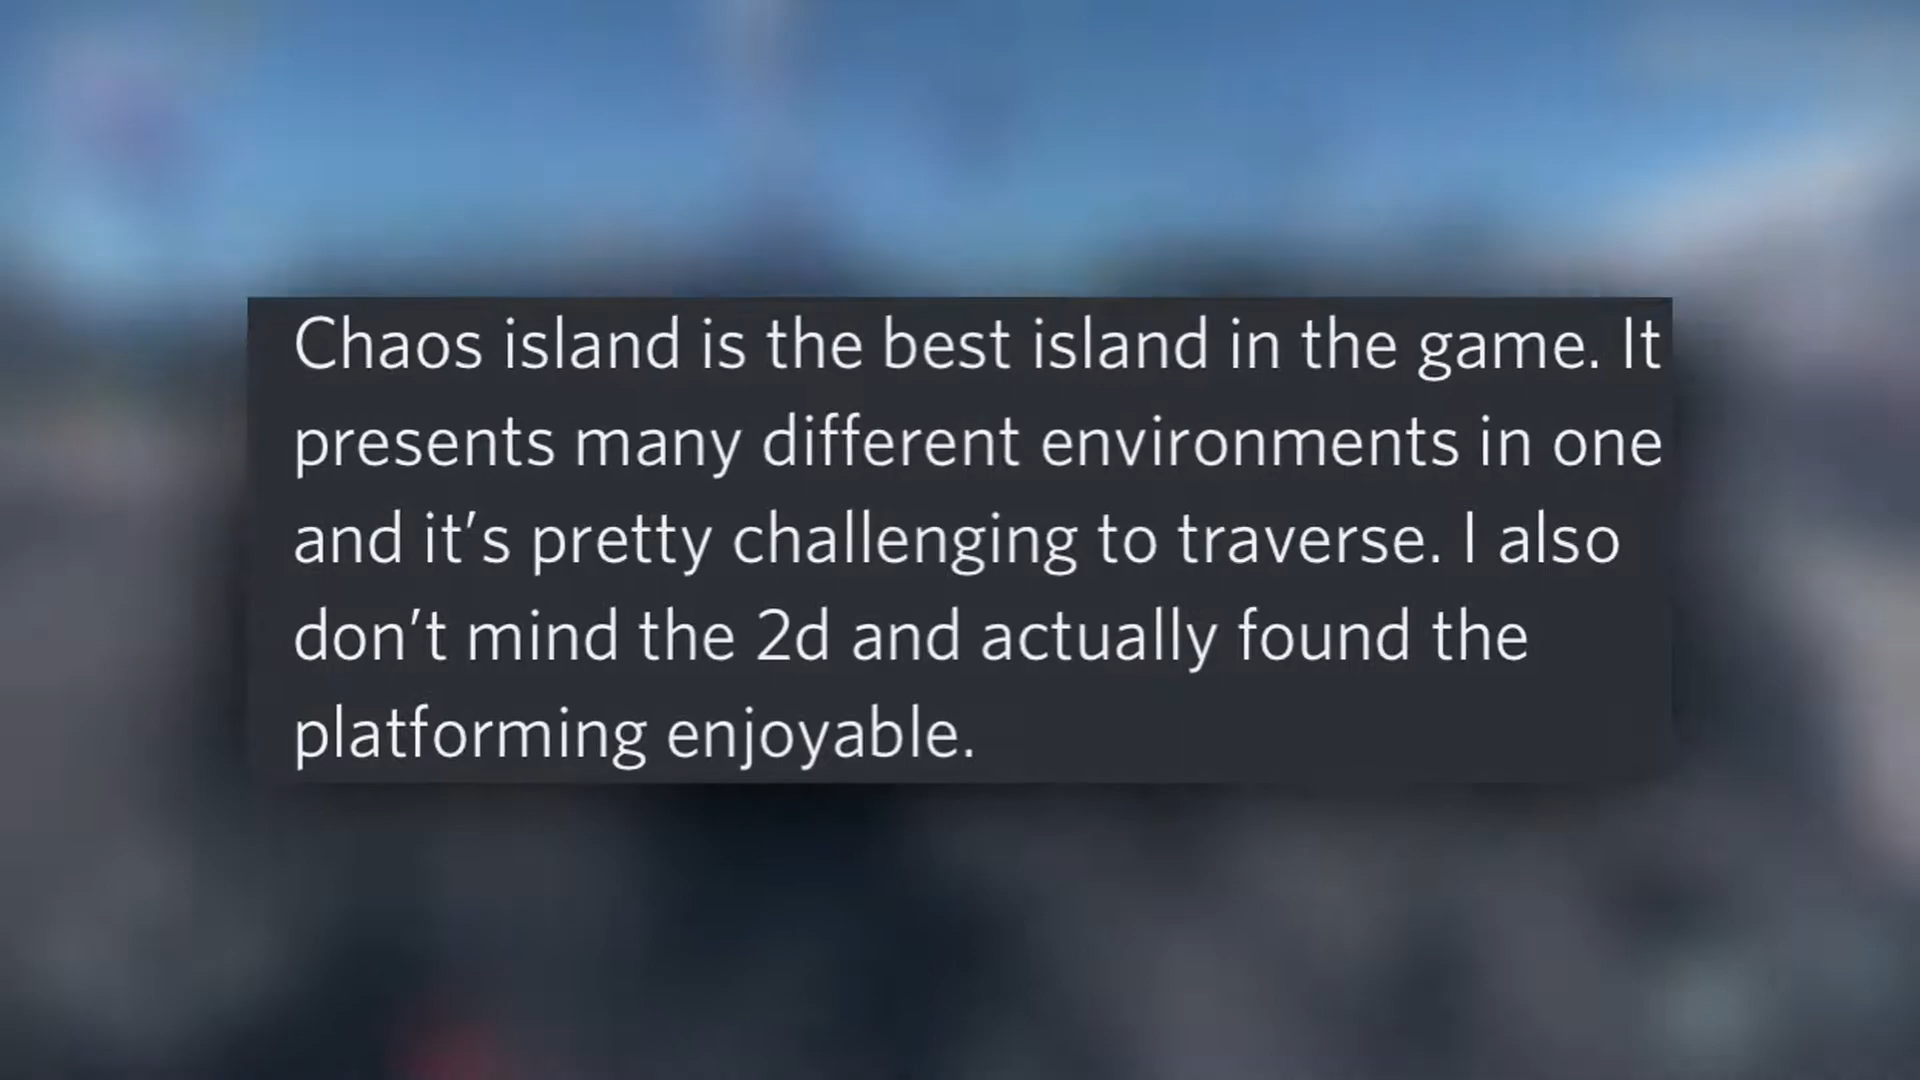 Chaos island is the best island in the game. It
presents many different environments in one
and it’s pretty challenging to traverse. I also
don’t mind the 2d and actually found the
platforming enjoyable.